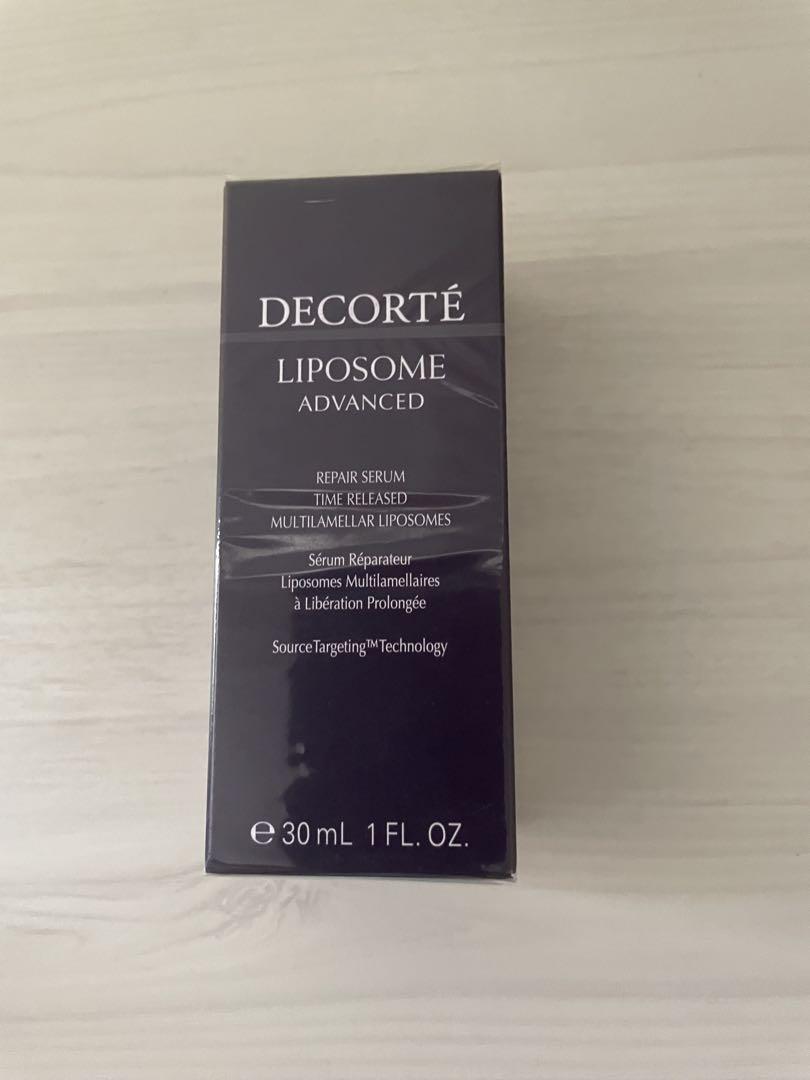 DECORTÉ
LIPOSOME
ADVANCED
REPAIR SERUM
TIME RELEASED
MULTILAMELLAR LIPOSOMES
Sérum Réparateur
Liposomes Multilamellaires
à Libération Prolongée
SourceTargeting™Technology
℮30 mL 1 FL. OZ.